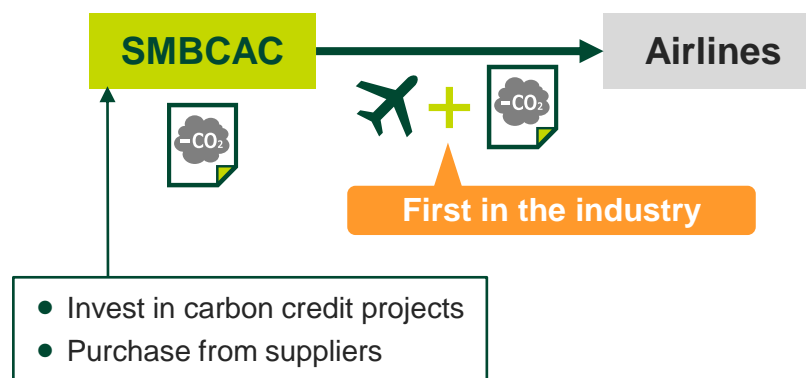 SMBCAC
Airlines
-CO₂
-CO₂
First in the industry
● Invest in carbon credit projects
● Purchase from suppliers